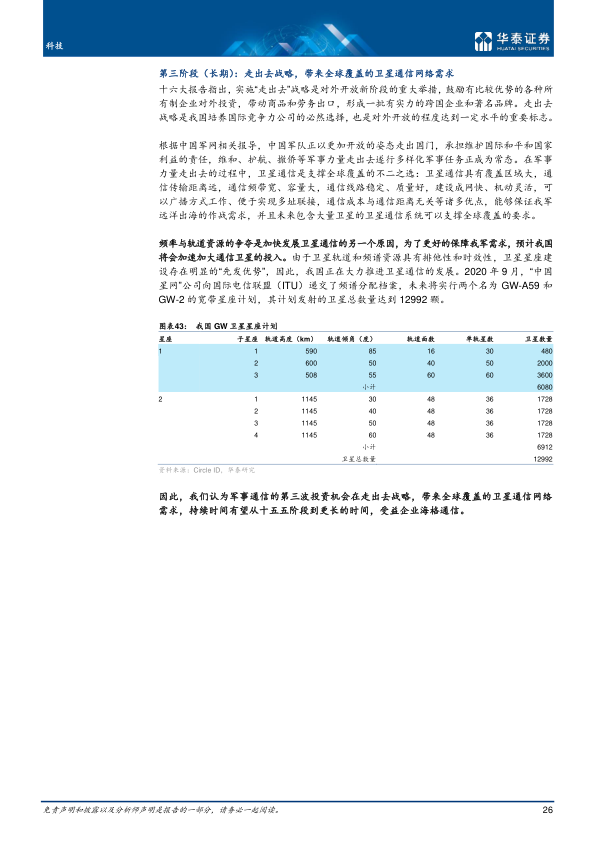 科技
华泰证券
HUATAI SECURITIES
第三阶段（长期）：走出去战略，带来全球覆盖的卫星通信网络需求
十六大报告指出，实施“走出去”战略是对外开放新阶段的重大举措，鼓励有比较优势的各种所
有制企业对外投资，带动商品和劳务出口，形成一批有实力的跨国企业和著名品牌。走出去
战略是我国培养国际竞争力公司的必然选择，也是对外开放的程度达到一定水平的重要标志。
根据中国军网相关报导，中国军队正以更加开放的姿态走出国门，承担维护国际和平和国家
利益的责任，维和、护航、撤侨等军事力量走出去遂行多样化军事任务正成为常态。在军事
力量走出去的过程中，卫星通信是支撑全球覆盖的不二之选：卫星通信具有覆盖区域大，通
信传输距离远，通信频带宽、容量大，通信线路稳定、质量好，建设成网快、机动灵活，可
以广播方式工作、便于实现多址联接，通信成本与通信距离无关等诸多优点，能够保证我军
远洋出海的作战需求，并且未来包含大量卫星的卫星通信系统可以支撑全球覆盖的要求。
频率与轨道资源的争夺是加快发展卫星通信的另一个原因，为了更好的保障我军需求，预计我国
将会加速加大通信卫星的投入。由于卫星轨道和频谱资源具有排他性和时效性，卫星星座建
设存在明显的“先发优势”，因此，我国正在大力推进卫星通信的发展。2020 年 9 月，“中国
星网”公司向国际电信联盟（ITU）递交了频谱分配档案，未来将实行两个名为 GW-A59 和
GW-2 的宽带星座计划，其计划发射的卫星总数量达到 12992 颗。
图表43： 我国 GW 卫星星座计划
星座 子星座 轨道高度（km） 轨道倾角（度） 轨道面数 单轨星数 卫星数量
1 1 590 85 16 30 480
2 600 50 40 50 2000
3 508 55 60 60 3600
小计 6080
2 1 1145 30 48 36 1728
2 1145 40 48 36 1728
3 1145 50 48 36 1728
4 1145 60 48 36 1728
小计 6912
卫星总数量 12992
资料来源：Circle ID，华泰研究
因此，我们认为军事通信的第三波投资机会在走出去战略，带来全球覆盖的卫星通信网络
需求，持续时间有望从十五五阶段到更长的时间，受益企业海格通信。
免责声明和披露以及分析师声明是报告的一部分，请务必一起阅读。
26